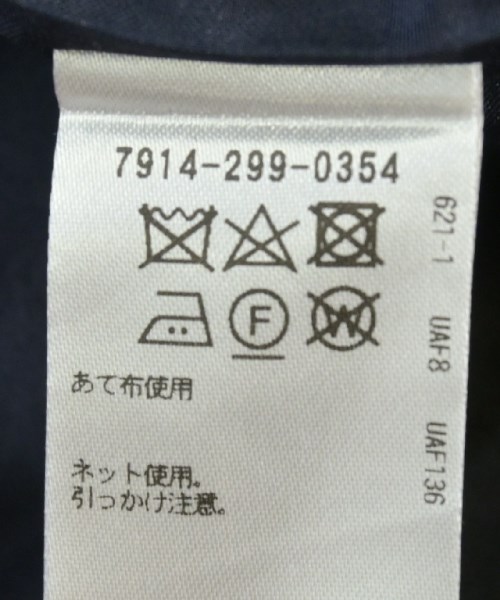 7914-299-0354
F
W
あて布使用
ネット使用。
引っかけ注意。
621-1 UAF8 UAF136